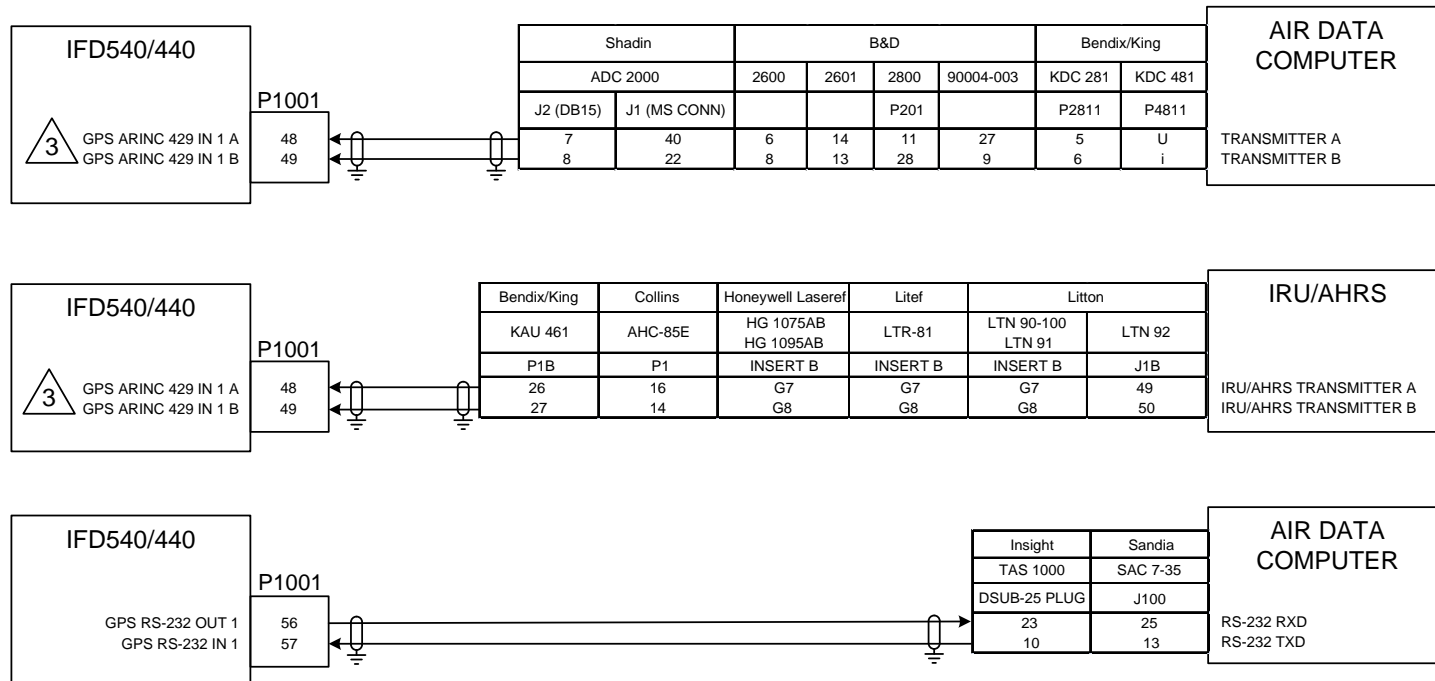 IFD540/440
P1001
3
GPS ARINC 429 IN 1 A 48
GPS ARINC 429 IN 1 B 49
Shadin B&D Bendix/King
ADC 2000 2600 2601 2800 90004-003 KDC 281 KDC 481
J2 (DB15) J1 (MS CONN) P201 P2811 P4811
7 40 6 14 11 27 5 U
8 22 8 13 28 9 6 i
AIR DATA
COMPUTER
TRANSMITTER A
TRANSMITTER B
IFD540/440
P1001
3
GPS ARINC 429 IN 1 A 48
GPS ARINC 429 IN 1 B 49
Bendix/King Collins Honeywell Laseref Litef Litton
KAU 461 AHC-85E HG 1075AB HG 1095AB LTR-81 LTN 90-100 LTN 91 LTN 92
P1B P1 INSERT B INSERT B INSERT B J1B
26 16 G7 G7 G7 49
27 14 G8 G8 G8 50
IRU/AHRS
IRU/AHRS TRANSMITTER A
IRU/AHRS TRANSMITTER B
IFD540/440
P1001
GPS RS-232 OUT 1 56
GPS RS-232 IN 1 57
Insight Sandia
TAS 1000 SAC 7-35
DSUB-25 PLUG J100
23 25
10 13
AIR DATA
COMPUTER
RS-232 RXD
RS-232 TXD